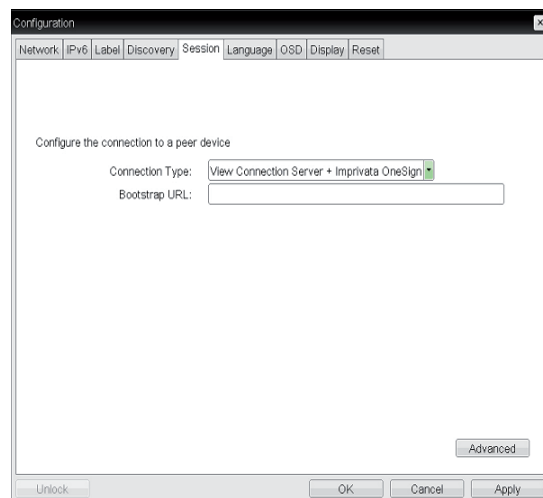 Configuration x
Network IPv6 Label Discovery Session Language OSD Display Reset
Configure the connection to a peer device
Connection Type: View Connection Server + Imprivata OneSign
Bootstrap URL:
Advanced
Unlock OK Cancel Apply